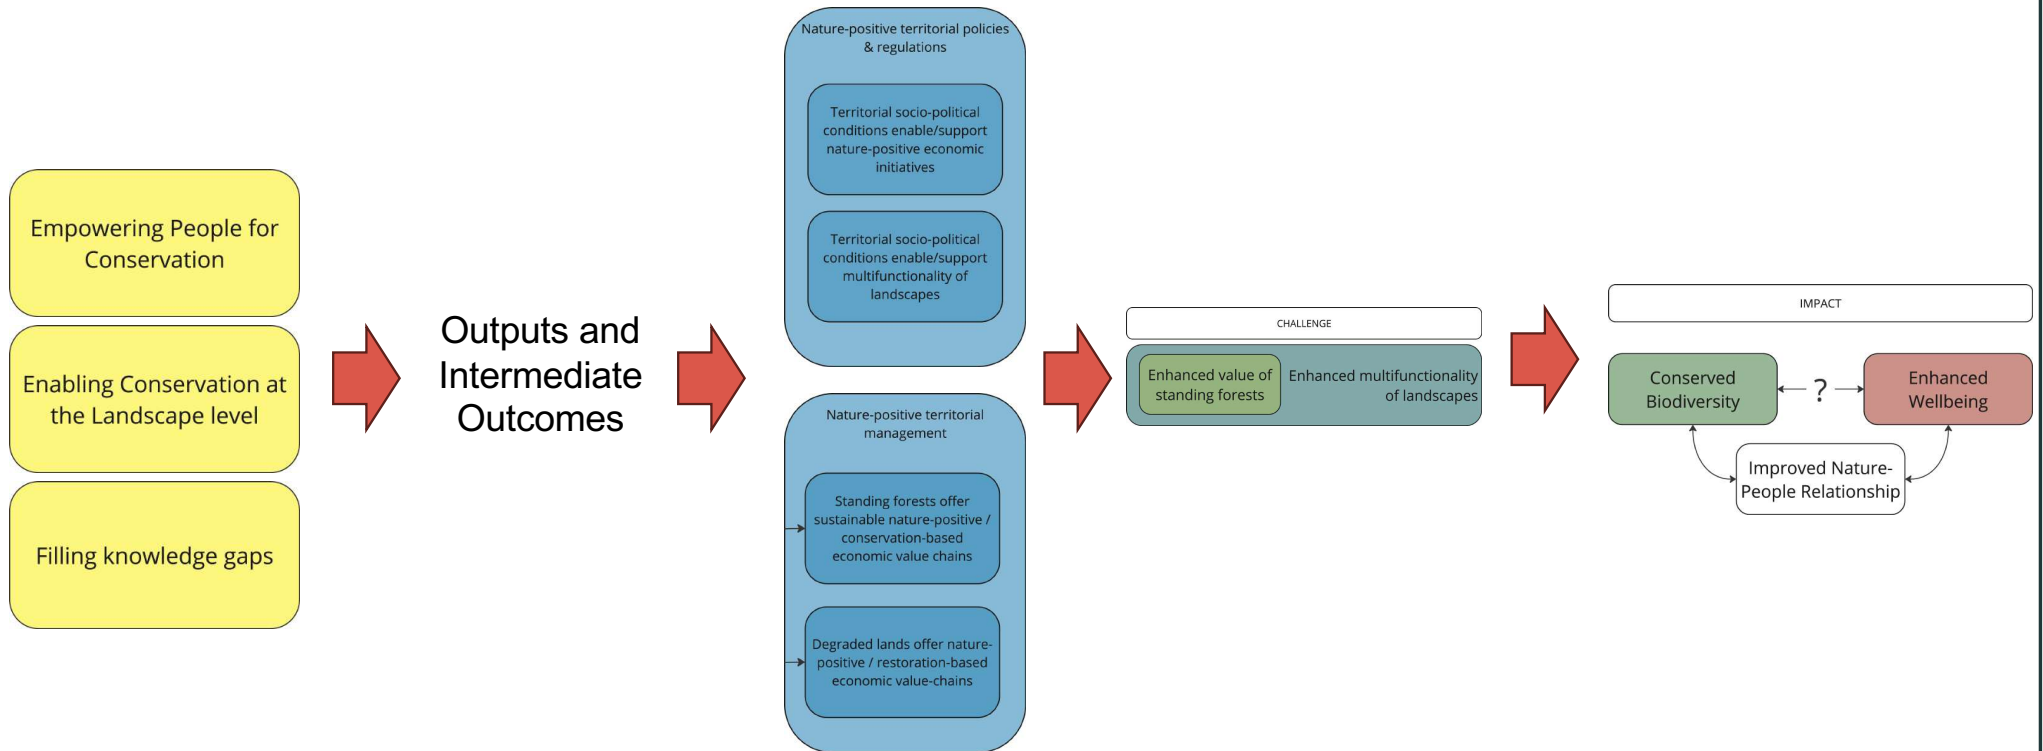 Empowering People for
Conservation
Enabling Conservation at
the Landscape level
Filling knowledge gaps
Outputs and
Intermediate
Outcomes
Nature-positive territorial policies
& regulations
Territorial socio-political
conditions enable/support
nature-positive economic
initiatives
Territorial socio-political
conditions enable/support
multifunctionality of
landscapes
Nature-positive territorial
management
Standing forests offer
sustainable nature-positive /
conservation-based
economic value chains
Degraded lands offer nature-
positive / restoration-based
economic value-chains
CHALLENGE
Enhanced value of
standing forests
Enhanced multifunctionality
of landscapes
IMPACT
Conserved
Biodiversity
?
Enhanced
Wellbeing
Improved Nature-
People Relationship